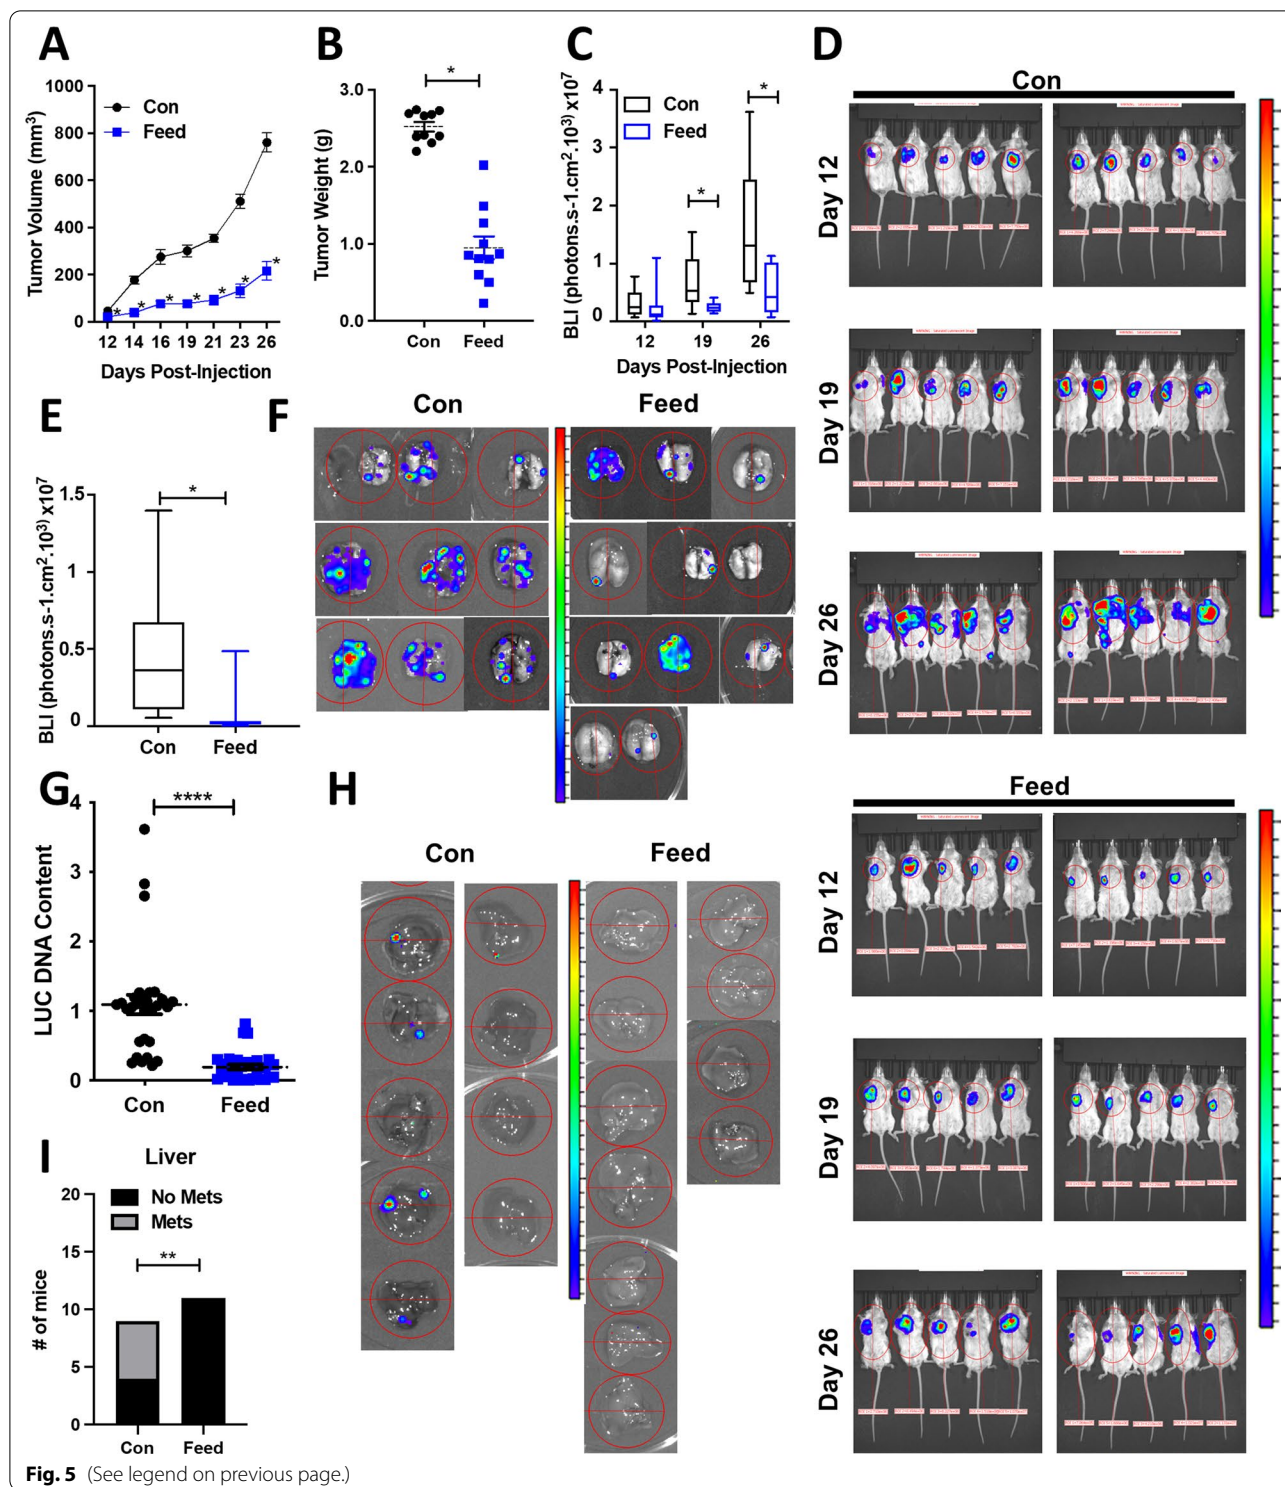 A
Tumor Volume (mm³)
1000
800
600
400
200
0
Con
Feed
*
*
*
*
*
*
*
12 14 16 19 21 23 26
Days Post-Injection
B
Tumor Weight (g)
3.0
2.0
1.0
0.0
*
Con Feed
C
BLI (photons.s-1.cm².10³) x10⁷
4
3
2
1
0
Con
Feed
*
*
12 19 26
Days Post-Injection
D
Con
Day 12
Day 19
Day 26
Feed
Day 12
Day 19
Day 26
E
BLI (photons.s-1.cm².10³) x10⁷
1.5
1
0.5
0
*
Con Feed
F
Con Feed
G
LUC DNA Content
4
3
2
1
0
****
Con Feed
H
Con Feed
I
Liver
# of mice
20
15
10
5
0
No Mets
Mets
**
Con Feed
Fig. 5 (See legend on previous page.)